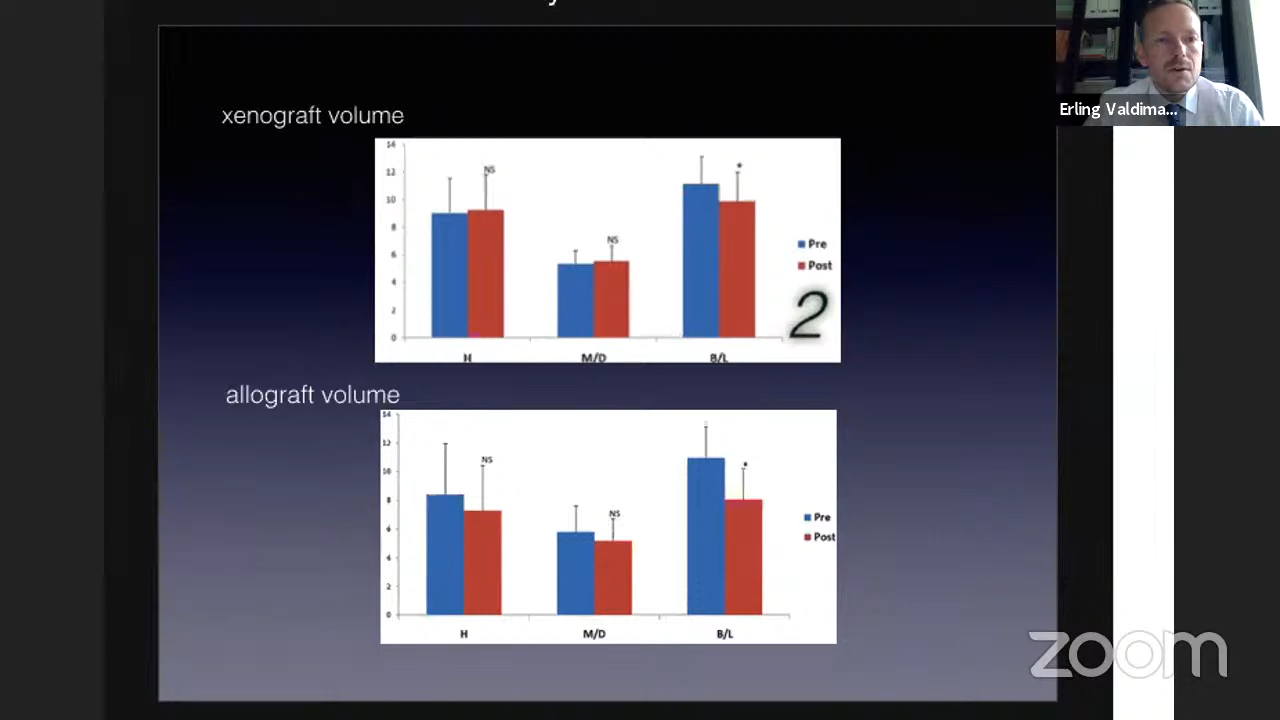 Erling Valdima...
xenograft volume
14
12
10
8
6
4
2
0
NS
NS
*
H
M/D
B/L
Pre
Post
2
allograft volume
14
12
10
8
6
4
2
0
NS
NS
*
H
M/D
B/L
Pre
Post
zoom